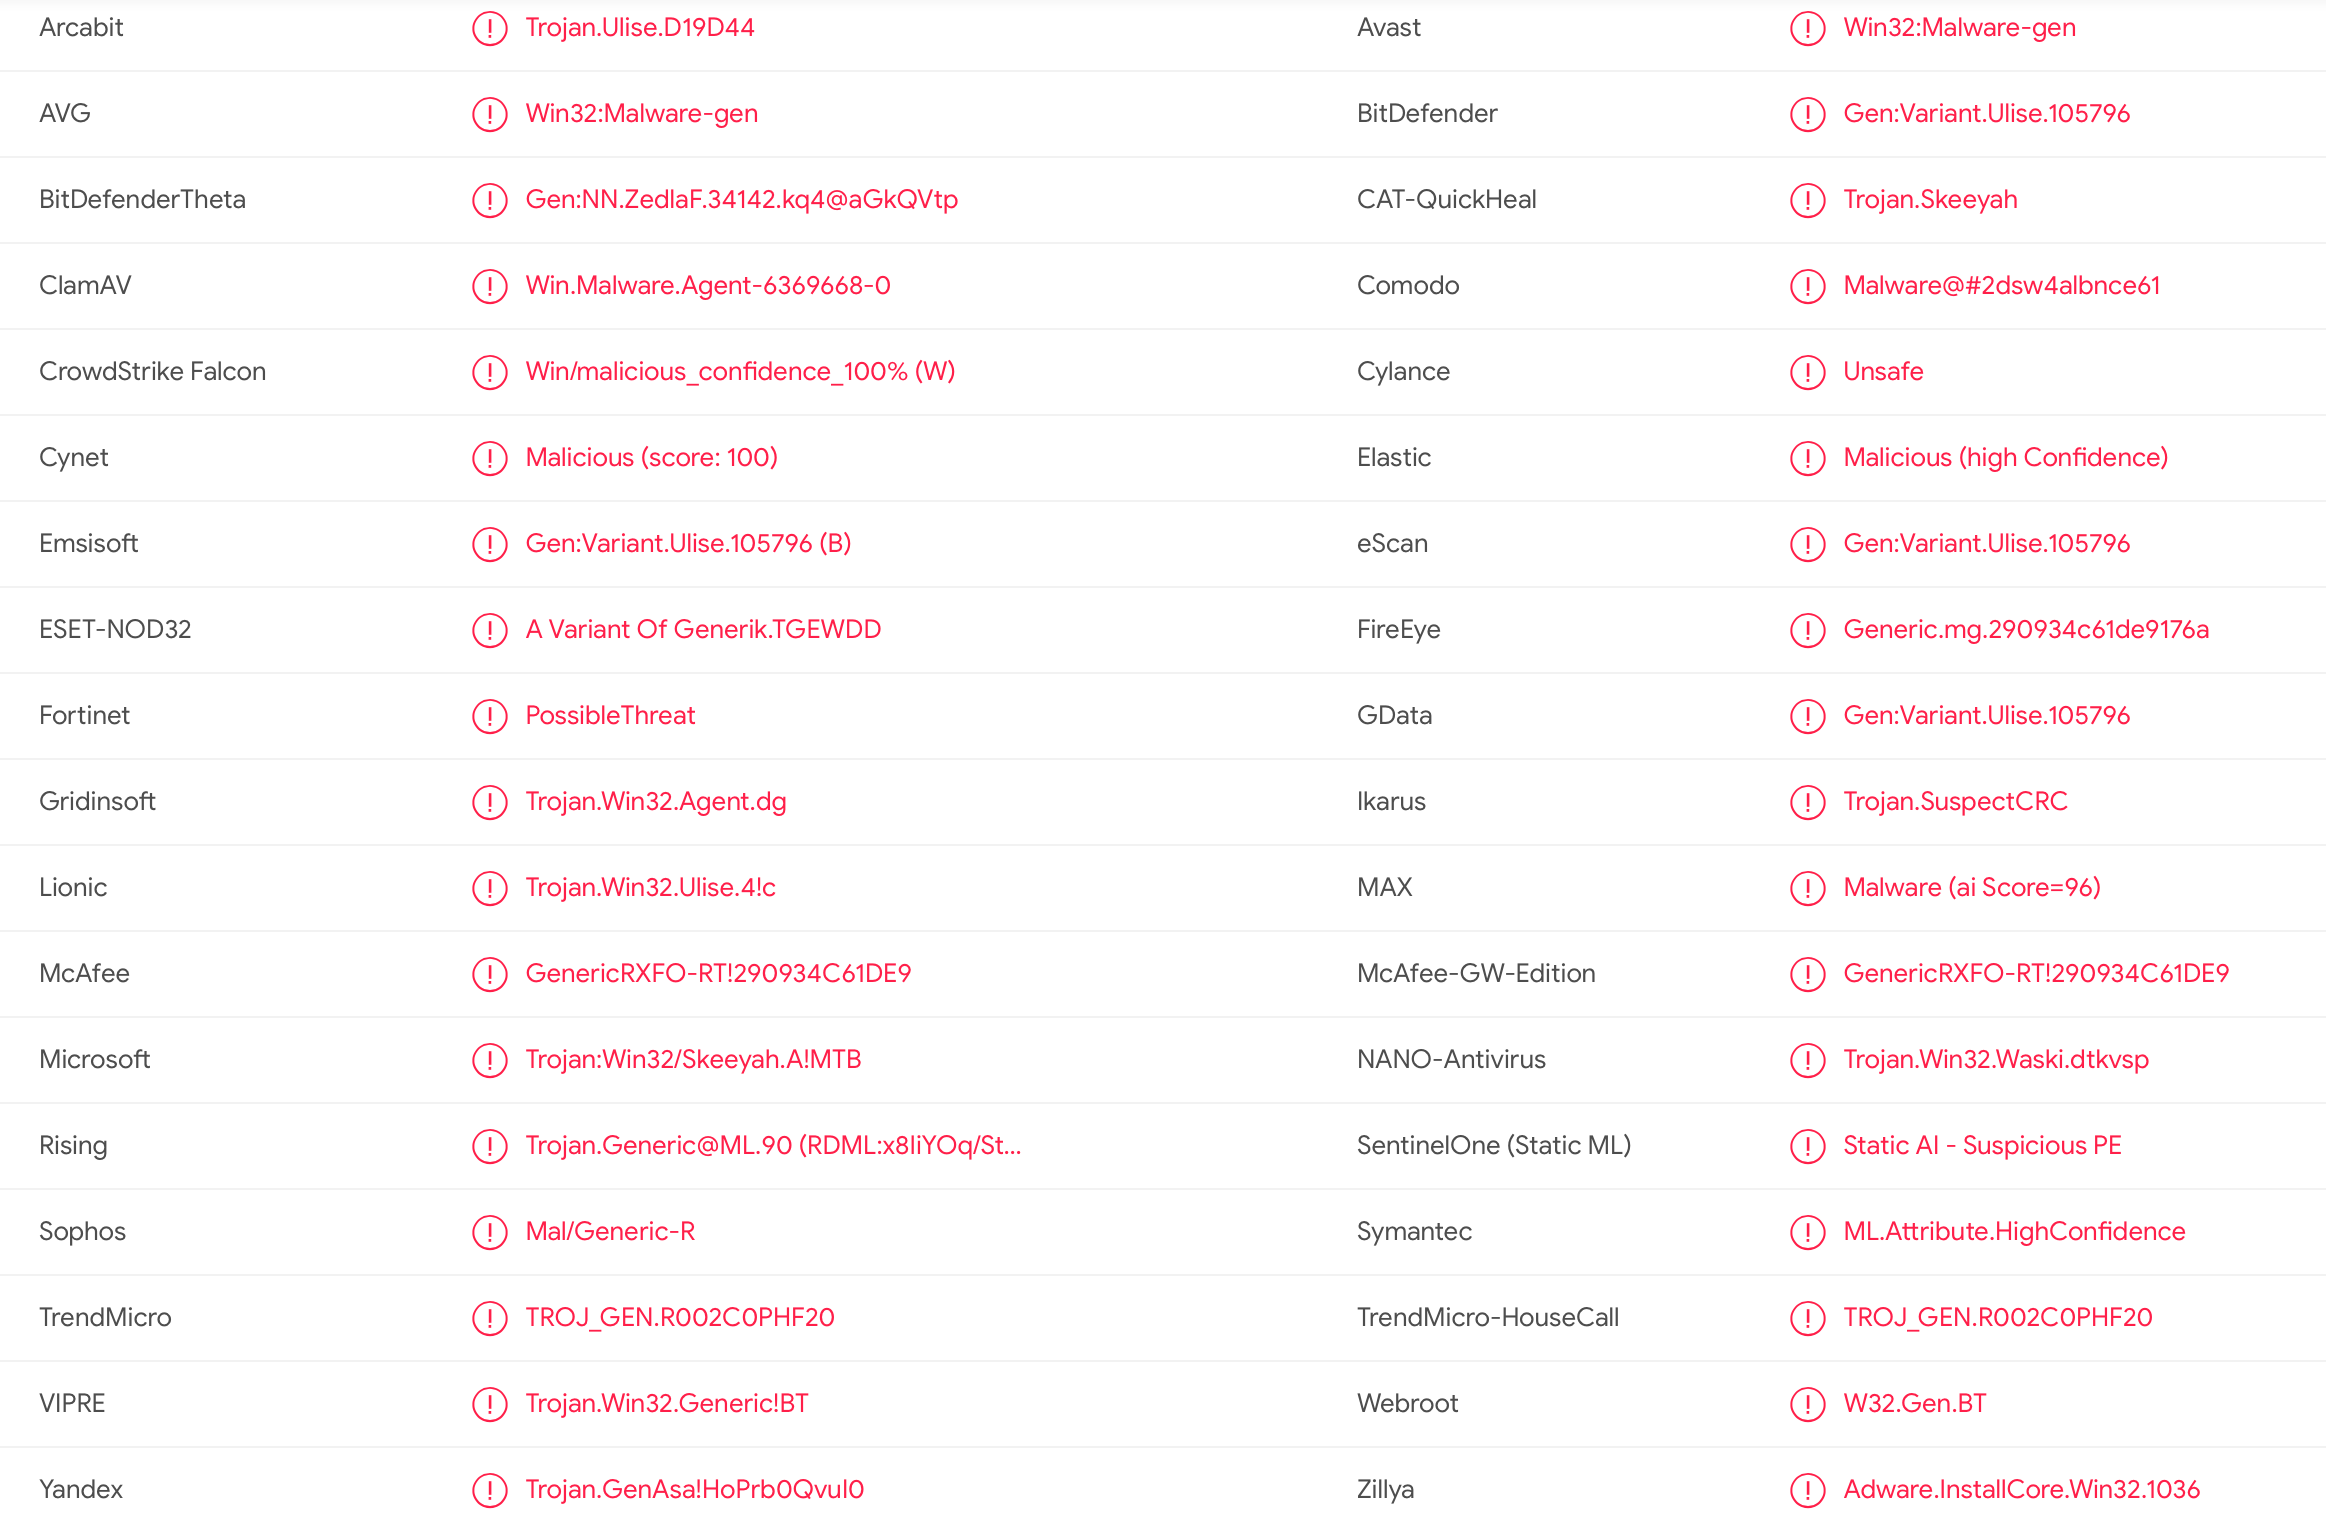 Arcabit Trojan.Ulise.D19D44 Avast Win32:Malware-gen
AVG Win32:Malware-gen BitDefender Gen:Variant.Ulise.105796
BitDefenderTheta Gen:NN.ZedlaF.34142.kq4@aGkQVtp CAT-QuickHeal Trojan.Skeeyah
ClamAV Win.Malware.Agent-6369668-0 Comodo Malware@#2dsw4albnce61
CrowdStrike Falcon Win/malicious_confidence_100% (W) Cylance Unsafe
Cynet Malicious (score: 100) Elastic Malicious (high Confidence)
Emsisoft Gen:Variant.Ulise.105796 (B) eScan Gen:Variant.Ulise.105796
ESET-NOD32 A Variant Of Generik.TGEWDD FireEye Generic.mg.290934c61de9176a
Fortinet PossibleThreat GData Gen:Variant.Ulise.105796
Gridinsoft Trojan.Win32.Agent.dg Ikarus Trojan.SuspectCRC
Lionic Trojan.Win32.Ulise.4!c MAX Malware (ai Score=96)
McAfee GenericRXFO-RT!290934C61DE9 McAfee-GW-Edition GenericRXFO-RT!290934C61DE9
Microsoft Trojan:Win32/Skeeyah.A!MTB NANO-Antivirus Trojan.Win32.Waski.dtkvsp
Rising Trojan.Generic@ML.90 (RDML:x8IiYOq/St... SentinelOne (Static ML) Static AI - Suspicious PE
Sophos Mal/Generic-R Symantec ML.Attribute.HighConfidence
TrendMicro TROJ_GEN.R002C0PHF20 TrendMicro-HouseCall TROJ_GEN.R002C0PHF20
VIPRE Trojan.Win32.Generic!BT Webroot W32.Gen.BT
Yandex Trojan.GenAsa!HoPrb0QvuI0 Zillya Adware.InstallCore.Win32.1036